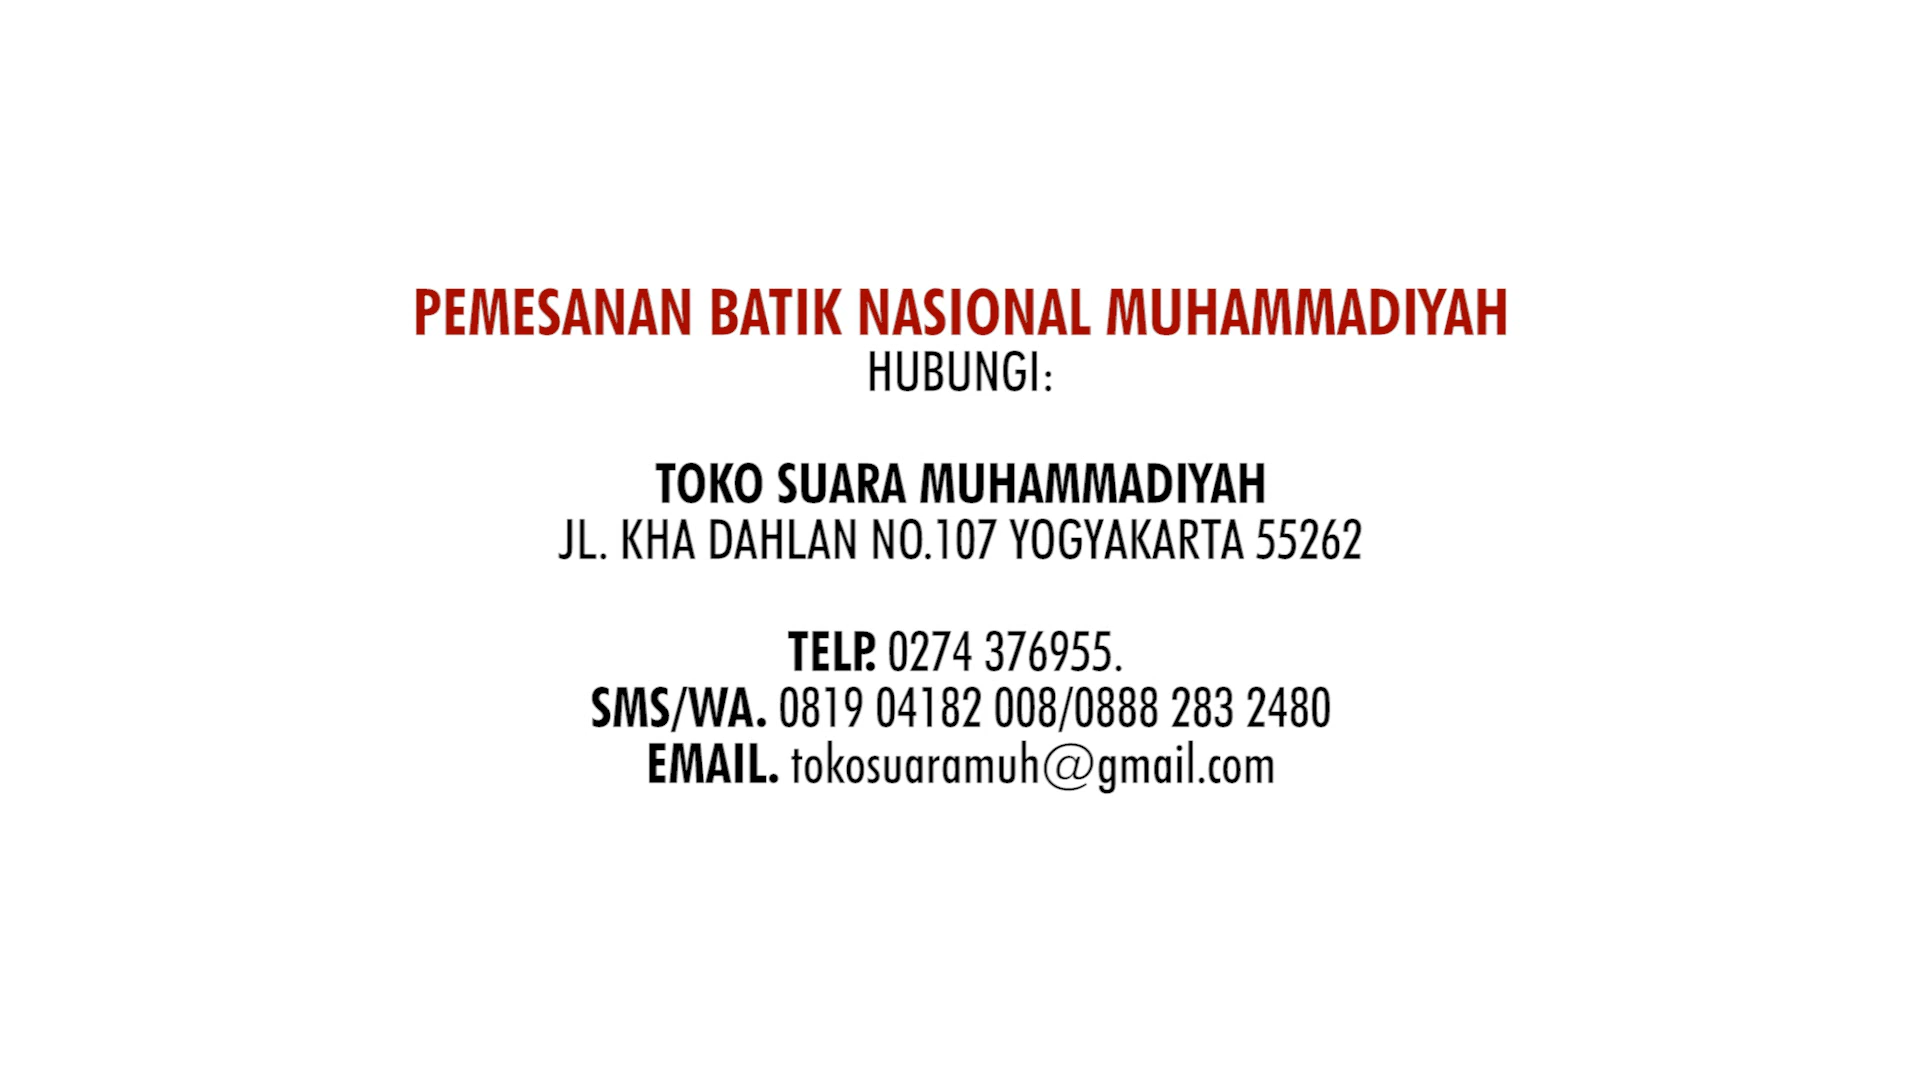 PEMESANAN BATIK NASIONAL MUHAMMADIYAH
HUBUNGI:
TOKO SUARA MUHAMMADIYAH
JL. KHA DAHLAN NO.107 YOGYAKARTA 55262
TELP. 0274 376955.
SMS/WA. 0819 04182 008/0888 283 2480
EMAIL. tokosuaramuh@gmail.com